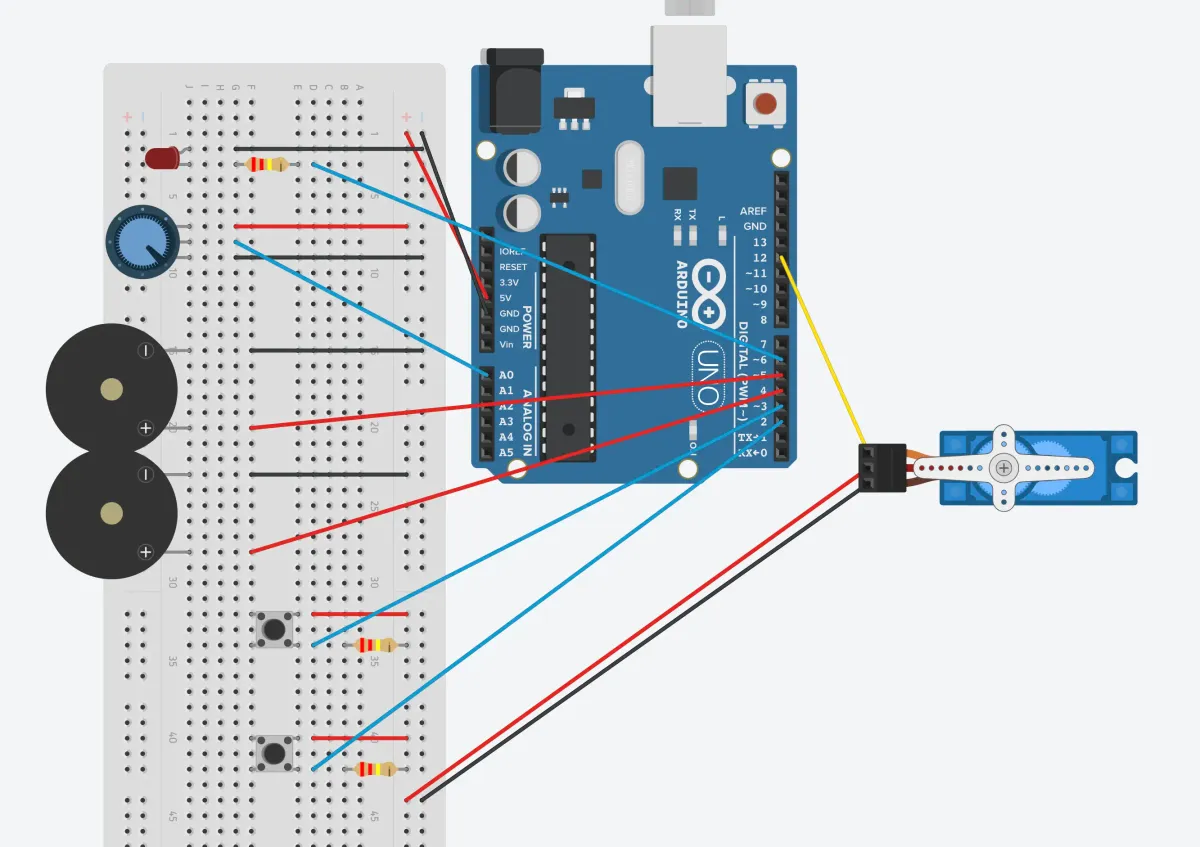 J I H G F E D C B A
+ −
+ −
1
1
5
5
10
10
15
15
20
20
25
25
30
30
35
35
40
40
45
45
−
+
−
+
IOREF
RESET
3.3V
5V
GND
GND
Vin
POWER
A0
A1
A2
A3
A4
A5
ANALOG IN
RX TX L
ARDUINO
UNO
ON
DIGITAL (PWM~)
AREF
GND
13
12
~11
~10
~9
8
7
~6
~5
4
~3
2
TX→1
RX←0